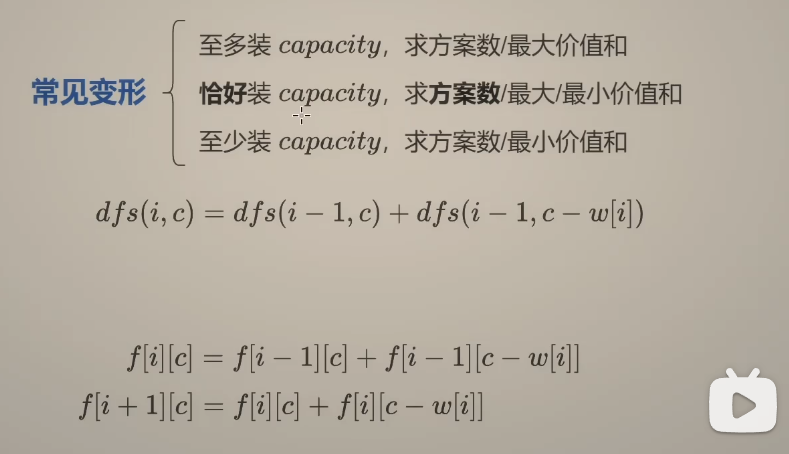 至多装 capacity, 求方案数/最大价值和
常见变形 恰好装 capacity, 求方案数/最大/最小价值和
至少装 capacity, 求方案数/最小价值和
dfs(i, c) = dfs(i − 1, c) + dfs(i − 1, c − w[i])
f[i][c] = f[i − 1][c] + f[i − 1][c − w[i]]
f[i + 1][c] = f[i][c] + f[i][c − w[i]]